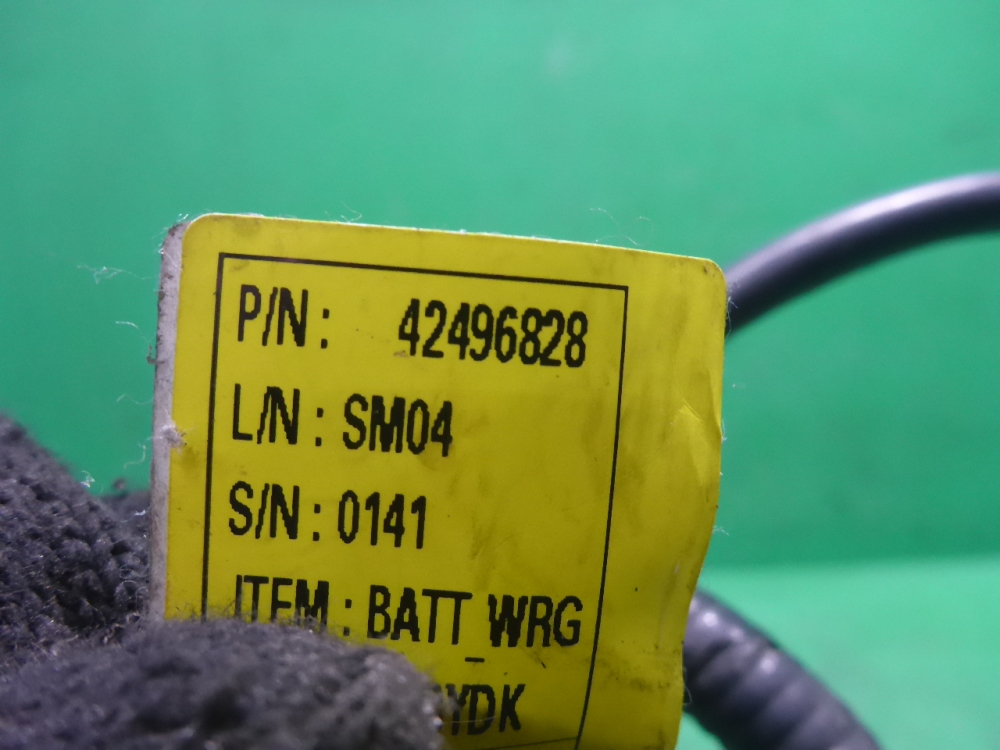 P/N: 42496828
L/N: SM04
S/N: 0141
ITEM: BATT_WRG